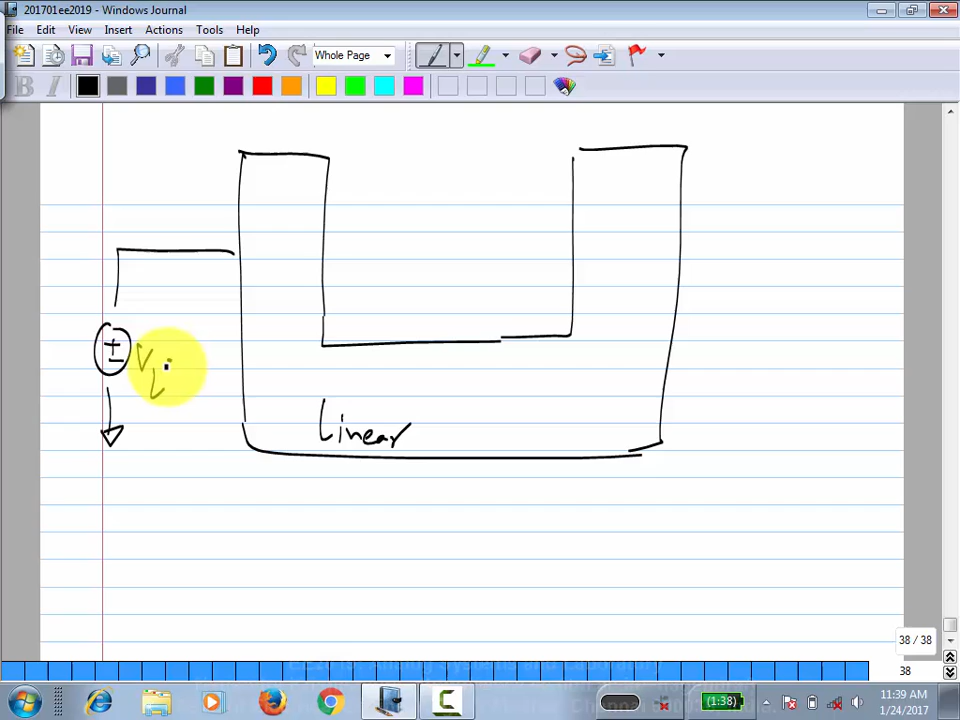 201701ee2019 - Windows Journal
File Edit View Insert Actions Tools Help
Whole Page
B I
± Vi
Linear
38 / 38
38
(1:38)
11:39 AM
1/24/2017